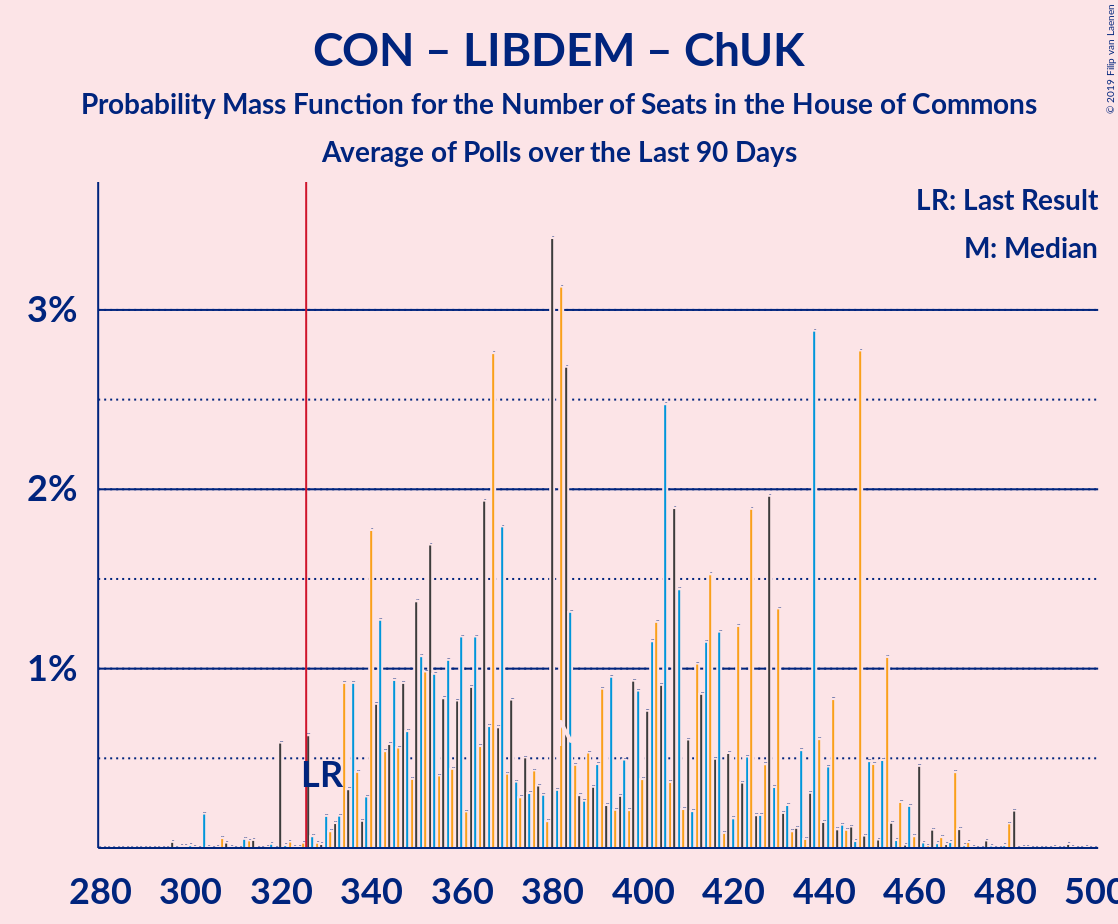 CON – LIBDEM – ChUK
Probability Mass Function for the Number of Seats in the House of Commons
Average of Polls over the Last 90 Days
© 2019 Filip van Laenen
LR: Last Result
M: Median
3%
2%
1%
LR
280 300 320 340 360 380 400 420 440 460 480 500